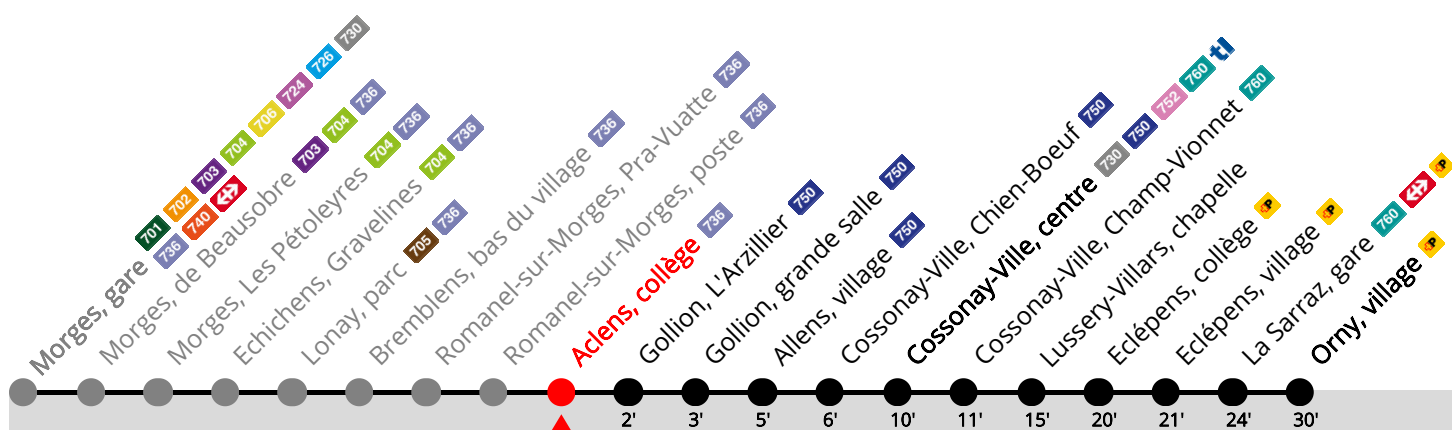 Morges, gare 701 702 703 704 706 724 726 730
736 740
Morges, de Beausobre 703 704 736
Morges, Les Pétoleyres 704 736
Echichens, Gravelines 704 736
Lonay, parc 705 736
Bremblens, bas du village 736
Romanel-sur-Morges, Pra-Vuatte 736
Romanel-sur-Morges, poste 736
Aclens, collège 736
Gollion, L'Arzillier 750
Gollion, grande salle 750
Allens, village 750
Cossonay-Ville, Chien-Boeuf 750
Cossonay-Ville, centre 730 750 752 760 tl
Cossonay-Ville, Champ-Vionnet 760
Lussery-Villars, chapelle
Eclépens, collège P
Eclépens, village P
La Sarraz, gare 760 P
Orny, village P
2' 3' 5' 6' 10' 11' 15' 20' 21' 24' 30'